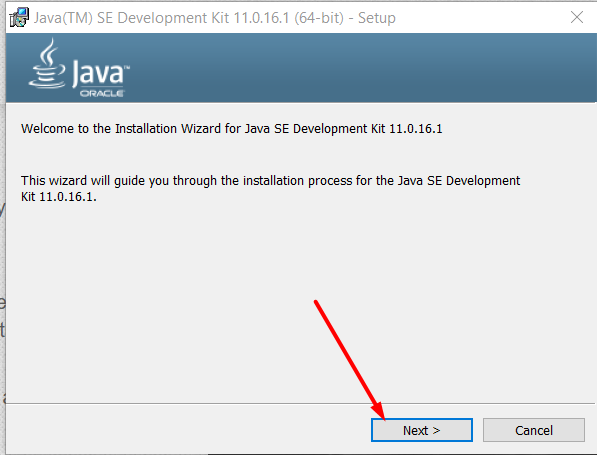 Java(TM) SE Development Kit 11.0.16.1 (64-bit) - Setup
Java™
ORACLE
Welcome to the Installation Wizard for Java SE Development Kit 11.0.16.1
This wizard will guide you through the installation process for the Java SE Development
Kit 11.0.16.1.
Next >
Cancel